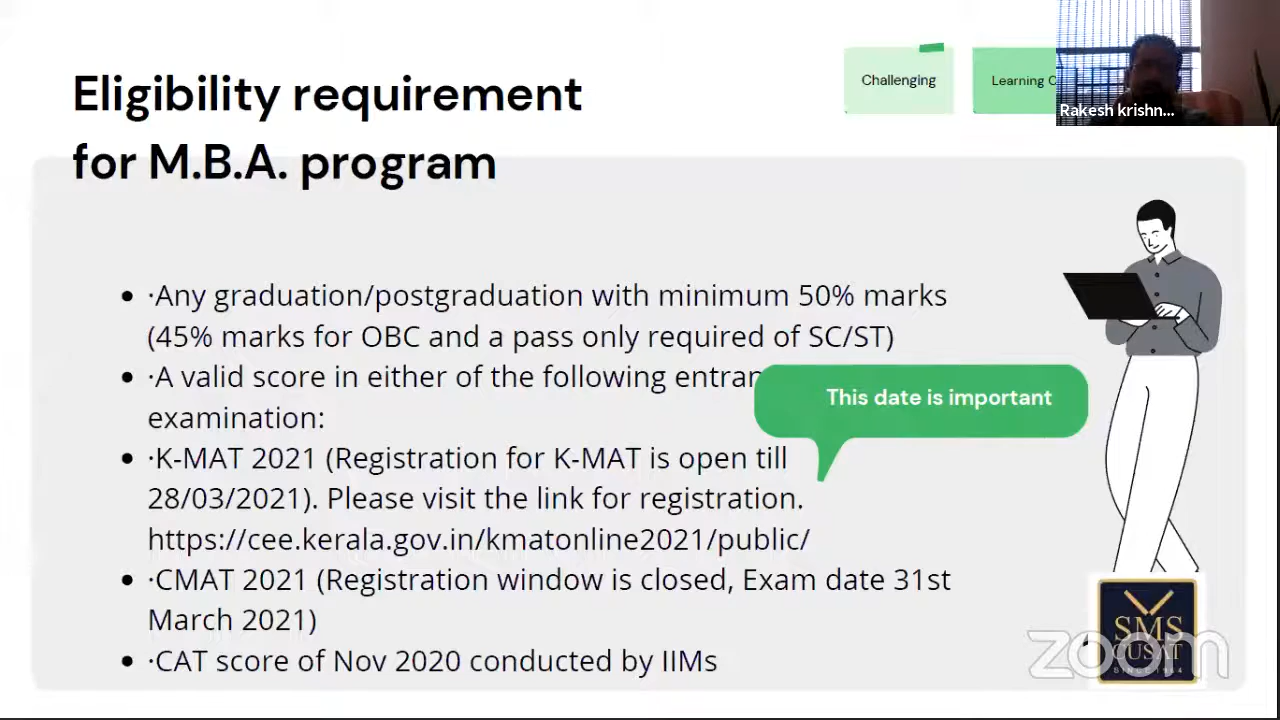 Eligibility requirement
for M.B.A. program
Challenging
Learning
Rakesh krishn...
• ·Any graduation/postgraduation with minimum 50% marks
(45% marks for OBC and a pass only required of SC/ST)
• ·A valid score in either of the following
examination:
This date is important
• ·K-MAT 2021 (Registration for K-MAT is open till
28/03/2021). Please visit the link for registration.
https://cee.kerala.gov.in/kmatonline2021/public/
• ·CMAT 2021 (Registration window is closed, Exam date 31st
March 2021)
• ·CAT score of Nov 2020 conducted by IIMs
SMS
CUSAT
zoom